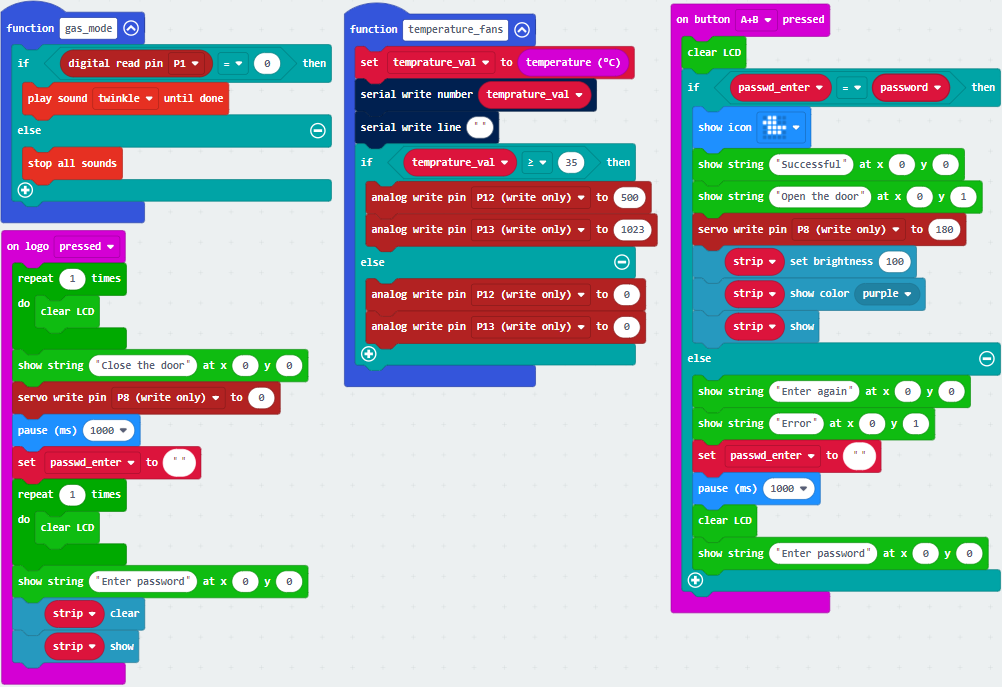 function gas_mode
if digital read pin P1 = 0 then
play sound twinkle until done
else
stop all sounds
on logo pressed
repeat 1 times
do
clear LCD
show string "Close the door" at x 0 y 0
servo write pin P8 (write only) to 0
pause (ms) 1000
set passwd_enter to " "
repeat 1 times
do
clear LCD
show string "Enter password" at x 0 y 0
strip clear
strip show
function temperature_fans
set temprature_val to temperature (°C)
serial write number temprature_val
serial write line " "
if temprature_val ≥ 35 then
analog write pin P12 (write only) to 500
analog write pin P13 (write only) to 1023
else
analog write pin P12 (write only) to 0
analog write pin P13 (write only) to 0
on button A+B pressed
clear LCD
if passwd_enter = password then
show icon
show string "Successful" at x 0 y 0
show string "Open the door" at x 0 y 1
servo write pin P8 (write only) to 180
strip set brightness 100
strip show color purple
strip show
else
show string "Enter again" at x 0 y 0
show string "Error" at x 0 y 1
set passwd_enter to " "
pause (ms) 1000
clear LCD
show string "Enter password" at x 0 y 0